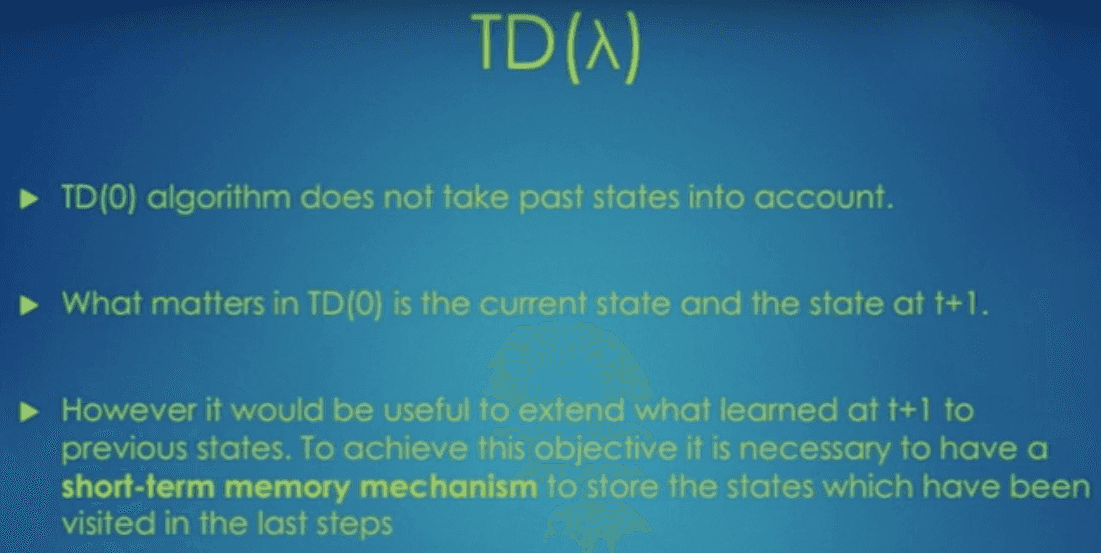 TD(λ)
TD(0) algorithm does not take past states into account.
What matters in TD(0) is the current state and the state at t+1.
However it would be useful to extend what learned at t+1 to
previous states. To achieve this objective it is necessary to have a
short-term memory mechanism to store the states which have been
visited in the last steps